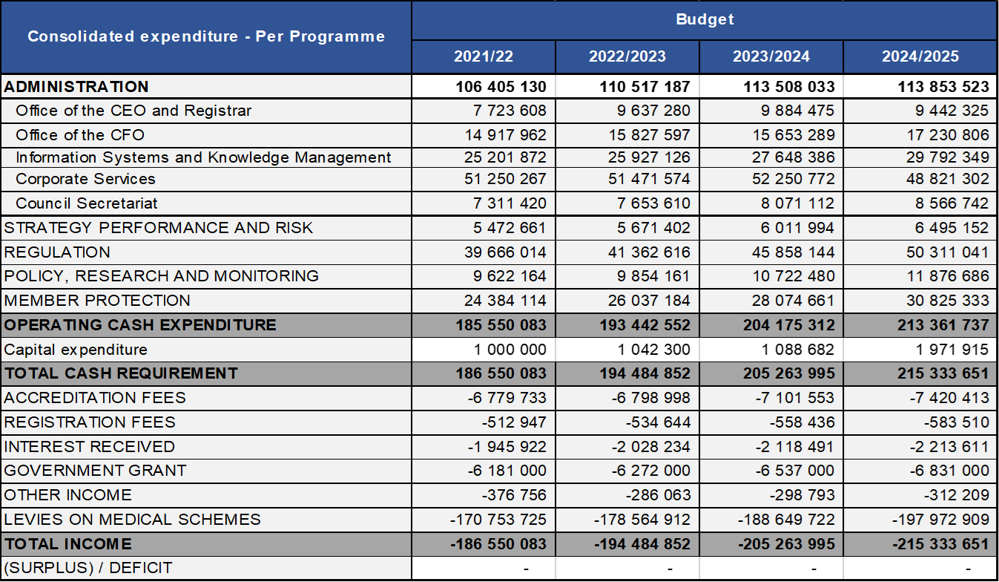 Consolidated expenditure - Per Programme
Budget
2021/22 2022/2023 2023/2024 2024/2025
ADMINISTRATION 106 405 130 110 517 187 113 508 033 113 853 523
Office of the CEO and Registrar 7 723 608 9 637 280 9 884 475 9 442 325
Office of the CFO 14 917 962 15 827 597 15 653 289 17 230 806
Information Systems and Knowledge Management 25 201 872 25 927 126 27 648 386 29 792 349
Corporate Services 51 250 267 51 471 574 52 250 772 48 821 302
Council Secretariat 7 311 420 7 653 610 8 071 112 8 566 742
STRATEGY PERFORMANCE AND RISK 5 472 661 5 671 402 6 011 994 6 495 152
REGULATION 39 666 014 41 362 616 45 858 144 50 311 041
POLICY, RESEARCH AND MONITORING 9 622 164 9 854 161 10 722 480 11 876 686
MEMBER PROTECTION 24 384 114 26 037 184 28 074 661 30 825 333
OPERATING CASH EXPENDITURE 185 550 083 193 442 552 204 175 312 213 361 737
Capital expenditure 1 000 000 1 042 300 1 088 682 1 971 915
TOTAL CASH REQUIREMENT 186 550 083 194 484 852 205 263 995 215 333 651
ACCREDITATION FEES -6 779 733 -6 798 998 -7 101 553 -7 420 413
REGISTRATION FEES -512 947 -534 644 -558 436 -583 510
INTEREST RECEIVED -1 945 922 -2 028 234 -2 118 491 -2 213 611
GOVERNMENT GRANT -6 181 000 -6 272 000 -6 537 000 -6 831 000
OTHER INCOME -376 756 -286 063 -298 793 -312 209
LEVIES ON MEDICAL SCHEMES -170 753 725 -178 564 912 -188 649 722 -197 972 909
TOTAL INCOME -186 550 083 -194 484 852 -205 263 995 -215 333 651
(SURPLUS) / DEFICIT - - - -